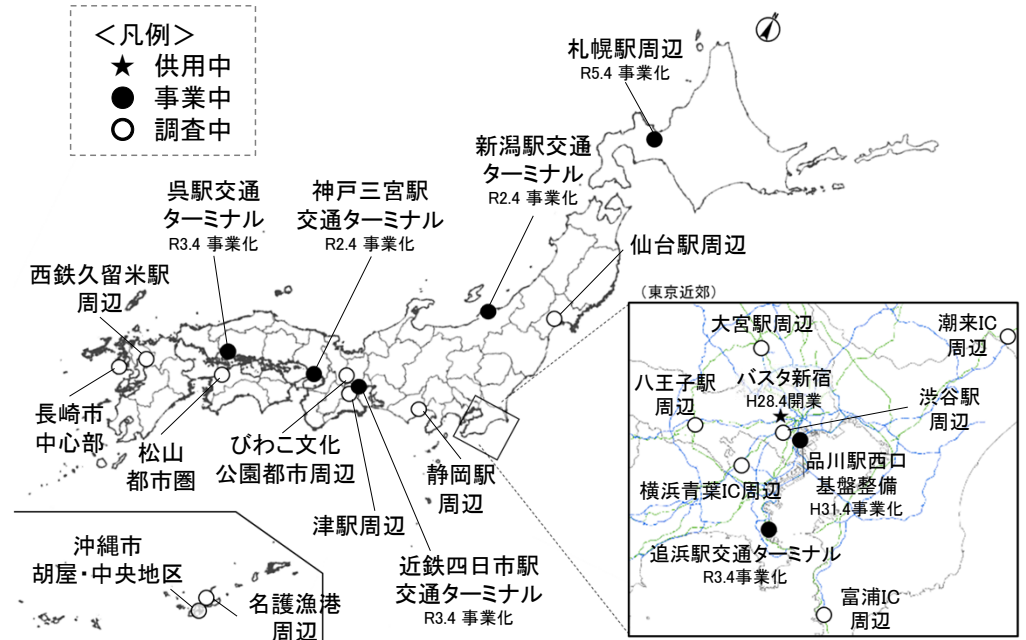 ＜凡例＞
★ 供用中
● 事業中
○ 調査中
札幌駅周辺
R5.4 事業化
新潟駅交通
ターミナル
R2.4 事業化
呉駅交通
ターミナル
R3.4 事業化
神戸三宮駅
交通ターミナル
R2.4 事業化
仙台駅周辺
西鉄久留米駅
周辺
長崎市
中心部
松山
都市圏
びわこ文化
公園都市周辺
津駅周辺
静岡駅
周辺
近鉄四日市駅
交通ターミナル
R3.4 事業化
沖縄市
胡屋・中央地区
名護漁港
周辺
（東京近郊）
大宮駅周辺
潮来IC
周辺
八王子駅
周辺
バスタ新宿
H28.4開業
渋谷駅
周辺
品川駅西口
基盤整備
H31.4事業化
横浜青葉IC周辺
追浜駅交通ターミナル
R3.4事業化
富浦IC
周辺